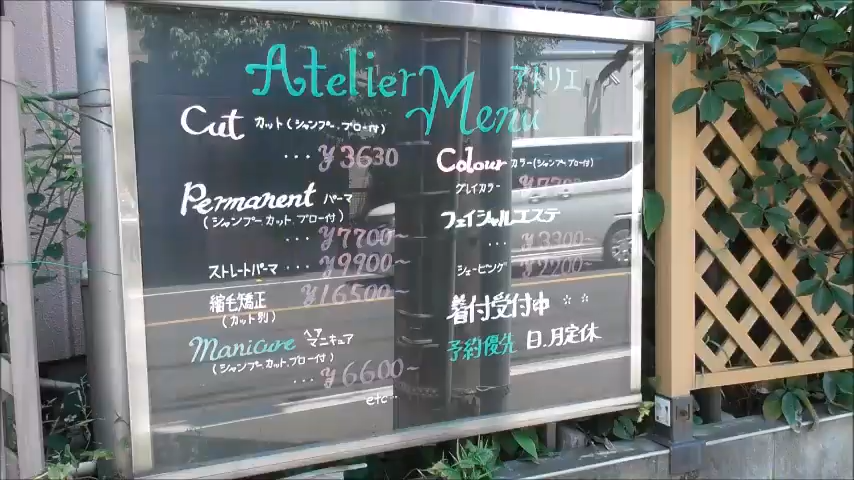 Atelier アトリエ
Menu
Cut カット(シャンプー.ブロー付)
・・・¥3630
Permanent パーマ
(シャンプー.カット.ブロー付)
・・・¥7700~
ストレートパーマ・・・¥9900~
縮毛矯正 ¥16500~
(カット別)
Manicure ヘアマニキュア
(シャンプー.ブロー付)
・・・¥6600~
etc…
Colour カラー(シャンプー.ブロー付)
グレイカラー ¥7700
フェイシャルエステ
・・・¥3300~
シェービング ¥2200~
着付受付中
予約優先 日.月定休